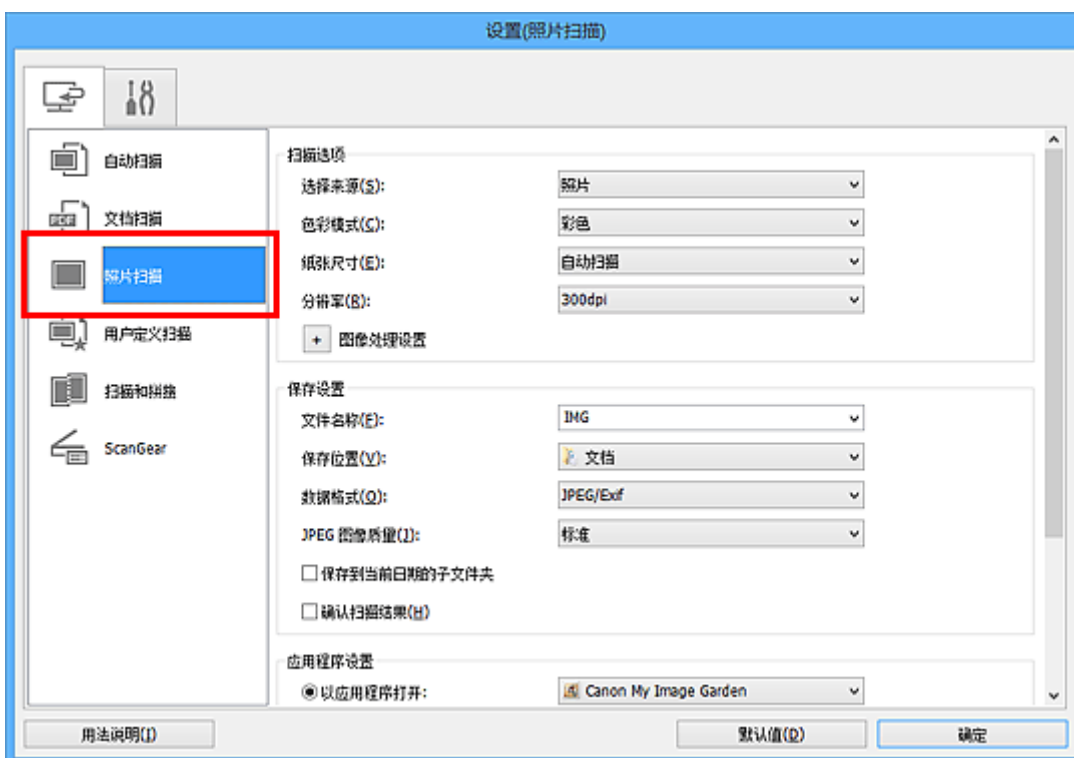 设置(照片扫描)
自动扫描
文档扫描
照片扫描
用户定义扫描
扫描和拼接
ScanGear
扫描选项
选择来源(S): 照片
色彩模式(C): 彩色
纸张尺寸(E): 自动扫描
分辨率(R): 300dpi
+ 图像处理设置
保存设置
文件名称(F): IMG
保存位置(V): 文档
数据格式(O): JPEG/Exif
JPEG 图像质量(J): 标准
保存到当前日期的子文件夹
确认扫描结果(H)
应用程序设置
以应用程序打开: Canon My Image Garden
用法说明(I) 默认值(D) 确定